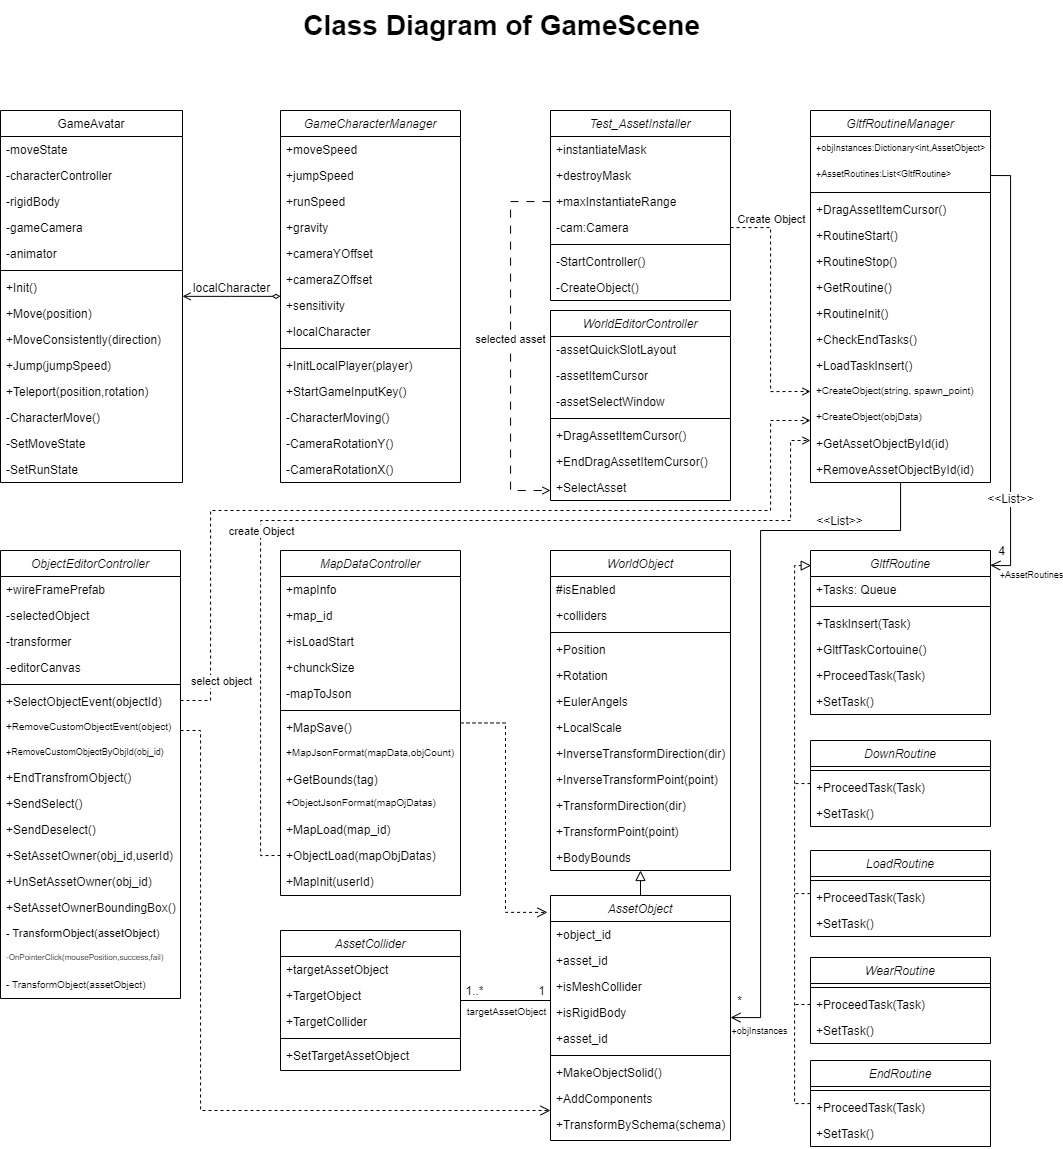 Class Diagram of GameScene
GameAvatar
-moveState
-characterController
-rigidBody
-gameCamera
-animator
+Init()
+Move(position)
+MoveConsistently(direction)
+Jump(jumpSpeed)
+Teleport(position,rotation)
-CharacterMove()
-SetMoveState
-SetRunState
localCharacter
GameCharacterManager
+moveSpeed
+jumpSpeed
+runSpeed
+gravity
+cameraYOffset
+cameraZOffset
+sensitivity
+localCharacter
+InitLocalPlayer(player)
+StartGameInputKey()
-CharacterMoving()
-CameraRotationY()
-CameraRotationX()
Test_AssetInstaller
+instantiateMask
+destroyMask
+maxInstantiateRange
-cam:Camera
-StartController()
-CreateObject()
Create Object
selected asset
WorldEditorController
-assetQuickSlotLayout
-assetItemCursor
-assetSelectWindow
+DragAssetItemCursor()
+EndDragAssetItemCursor()
+SelectAsset
GltfRoutineManager
+objInstances:Dictionary<int,AssetObject>
+AssetRoutines:List<GltfRoutine>
+DragAssetItemCursor()
+RoutineStart()
+RoutineStop()
+GetRoutine()
+RoutineInit()
+CheckEndTasks()
+LoadTaskInsert()
+CreateObject(string, spawn_point)
+CreateObject(objData)
+GetAssetObjectById(id)
+RemoveAssetObjectById(id)
<<List>>
<<List>>
create Object
select object
4
+AssetRoutines
ObjectEditorController
+wireFramePrefab
-selectedObject
-transformer
-editorCanvas
+SelectObjectEvent(objectId)
+RemoveCustomObjectEvent(object)
+RemoveCustomObjectByObjId(obj_id)
+EndTransfromObject()
+SendSelect()
+SendDeselect()
+SetAssetOwner(obj_id,userId)
+UnSetAssetOwner(obj_id)
+SetAssetOwnerBoundingBox()
- TransformObject(assetObject)
-OnPointerClick(mousePosition,success,fail)
- TransformObject(assetObject)
MapDataController
+mapInfo
+map_id
+isLoadStart
+chunckSize
-mapToJson
+MapSave()
+MapJsonFormat(mapData,objCount)
+GetBounds(tag)
+ObjectJsonFormat(mapOjDatas)
+MapLoad(map_id)
+ObjectLoad(mapObjDatas)
+MapInit(userId)
WorldObject
#isEnabled
+colliders
+Position
+Rotation
+EulerAngels
+LocalScale
+InverseTransformDirection(dir)
+InverseTransformPoint(point)
+TransformDirection(dir)
+TransformPoint(point)
+BodyBounds
GltfRoutine
+Tasks: Queue
+TaskInsert(Task)
+GltfTaskCortouine()
+ProceedTask(Task)
+SetTask()
DownRoutine
+ProceedTask(Task)
+SetTask()
LoadRoutine
+ProceedTask(Task)
+SetTask()
WearRoutine
+ProceedTask(Task)
+SetTask()
EndRoutine
+ProceedTask(Task)
+SetTask()
AssetCollider
+targetAssetObject
+TargetObject
+TargetCollider
+SetTargetAssetObject
1..*
1
targetAssetObject
AssetObject
+object_id
+asset_id
+isMeshCollider
+isRigidBody
+asset_id
+MakeObjectSolid()
+AddComponents
+TransformBySchema(schema)
*
+objInstances